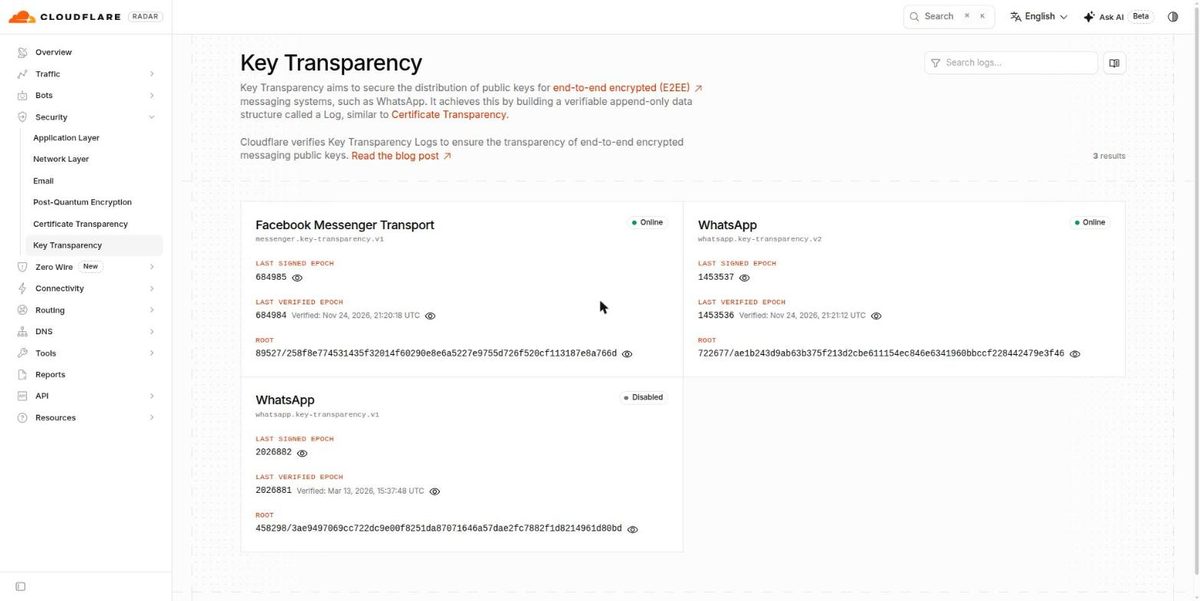 CLOUDFLARE RADAR
Search ⌘ K
English
Ask AI Beta
Overview
Traffic
Bots
Security
Application Layer
Network Layer
Email
Post-Quantum Encryption
Certificate Transparency
Key Transparency
Zero Wire New
Connectivity
Routing
DNS
Tools
Reports
API
Resources
Key Transparency
Search logs...
Key Transparency aims to secure the distribution of public keys for end-to-end encrypted (E2EE)
messaging systems, such as WhatsApp. It achieves this by building a verifiable append-only data
structure called a Log, similar to Certificate Transparency.
Cloudflare verifies Key Transparency Logs to ensure the transparency of end-to-end encrypted
messaging public keys. Read the blog post
3 results
Facebook Messenger Transport
Online
messenger.key-transparency.v1
LAST SIGNED EPOCH
684985
LAST VERIFIED EPOCH
684984 Verified: Nov 24, 2026, 21:20:18 UTC
ROOT
89527/258f8e774531435f32014f60290e8e6a5227e9755d726f520cf113187e8a766d
WhatsApp
Online
whatsapp.key-transparency.v2
LAST SIGNED EPOCH
1453537
LAST VERIFIED EPOCH
1453536 Verified: Nov 24, 2026, 21:21:12 UTC
ROOT
722677/ae1b243d9ab63b375f213d2cbe611154ec846e6341960bbccf228442479e3f46
WhatsApp
Disabled
whatsapp.key-transparency.v1
LAST SIGNED EPOCH
2026882
LAST VERIFIED EPOCH
2026881 Verified: Mar 13, 2026, 15:37:48 UTC
ROOT
458298/3ae9497069cc722dc9e00f8251da87071646a57dae2fc7882f1d8214961d80bd